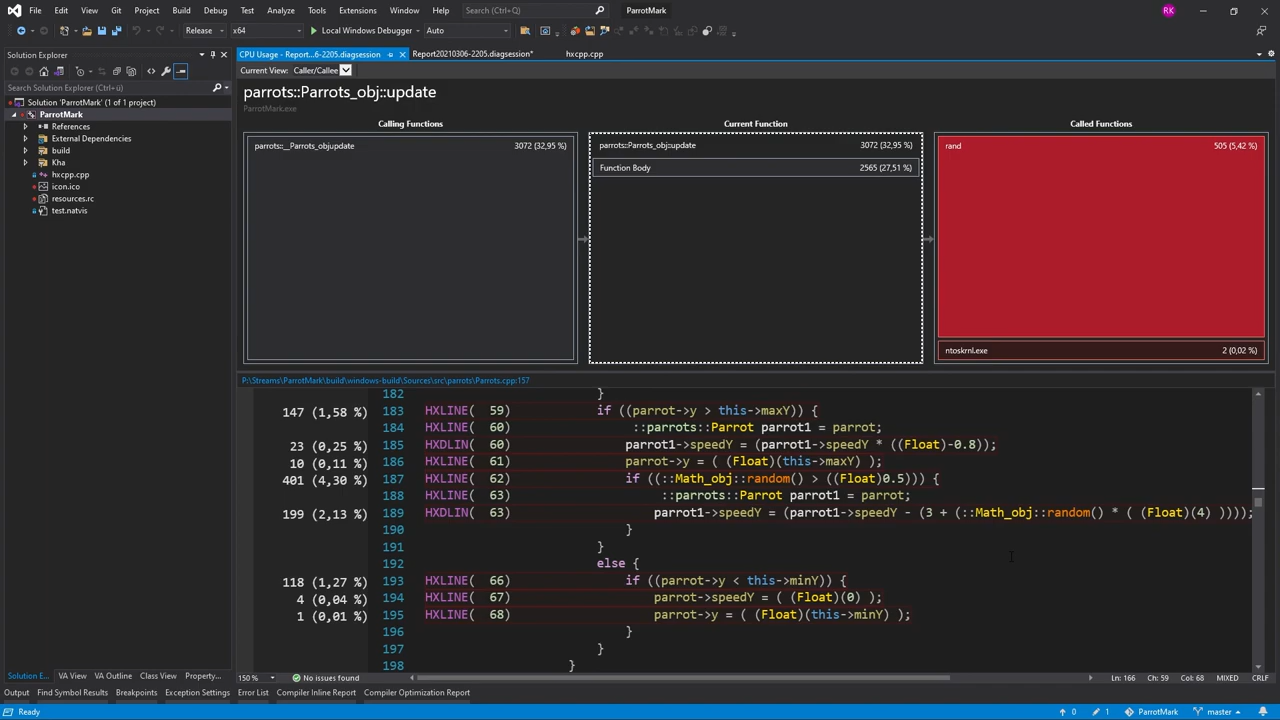 File Edit View Git Project Build Debug Test Analyze Tools Extensions Window Help Search (Ctrl+Q) ParrotMark RK
Release x64 Local Windows Debugger Auto
Solution Explorer
Search Solution Explorer (Ctrl+ü)
Solution 'ParrotMark' (1 of 1 project)
ParrotMark
References
External Dependencies
build
Kha
hxcpp.cpp
icon.ico
resources.rc
test.natvis
Solution E... VA View VA Outline Class View Property...
CPU Usage - Report...6-2205.diagsession Report20210306-2205.diagsession* hxcpp.cpp
Current View: Caller/Callee
parrots::Parrots_obj::update
ParrotMark.exe
Calling Functions Current Function Called Functions
parrots::__Parrots_objupdate 3072 (32,95 %)
parrots::Parrots_obj::update 3072 (32,95 %)
Function Body 2565 (27,51 %)
rand 505 (5,42 %)
ntoskrnl.exe 2 (0,02 %)
P:\Streams\ParrotMark\build\windows-build\Sources\src\parrots\Parrots.cpp:157
182 }
147 (1,58 %) 183 HXLINE( 59) if ((parrot->y > this->maxY)) {
184 HXLINE( 60) ::parrots::Parrot parrot1 = parrot;
23 (0,25 %) 185 HXDLIN( 60) parrot1->speedY = (parrot1->speedY * ((Float)-0.8));
10 (0,11 %) 186 HXLINE( 61) parrot->y = ( (Float)(this->maxY) );
401 (4,30 %) 187 HXLINE( 62) if ((::Math_obj::random() > ((Float)0.5))) {
188 HXLINE( 63) ::parrots::Parrot parrot1 = parrot;
199 (2,13 %) 189 HXDLIN( 63) parrot1->speedY = (parrot1->speedY - (3 + (::Math_obj::random() * ( (Float)(4) ))));
190 }
191 }
192 else {
118 (1,27 %) 193 HXLINE( 66) if ((parrot->y < this->minY)) {
4 (0,04 %) 194 HXLINE( 67) parrot->speedY = ( (Float)(0) );
1 (0,01 %) 195 HXLINE( 68) parrot->y = ( (Float)(this->minY) );
196 }
197 }
198 }
150 % No issues found Ln: 166 Ch: 59 Col: 68 MIXED CRLF
Output Find Symbol Results Breakpoints Exception Settings Error List Compiler Inline Report Compiler Optimization Report
Ready 0 1 ParrotMark master